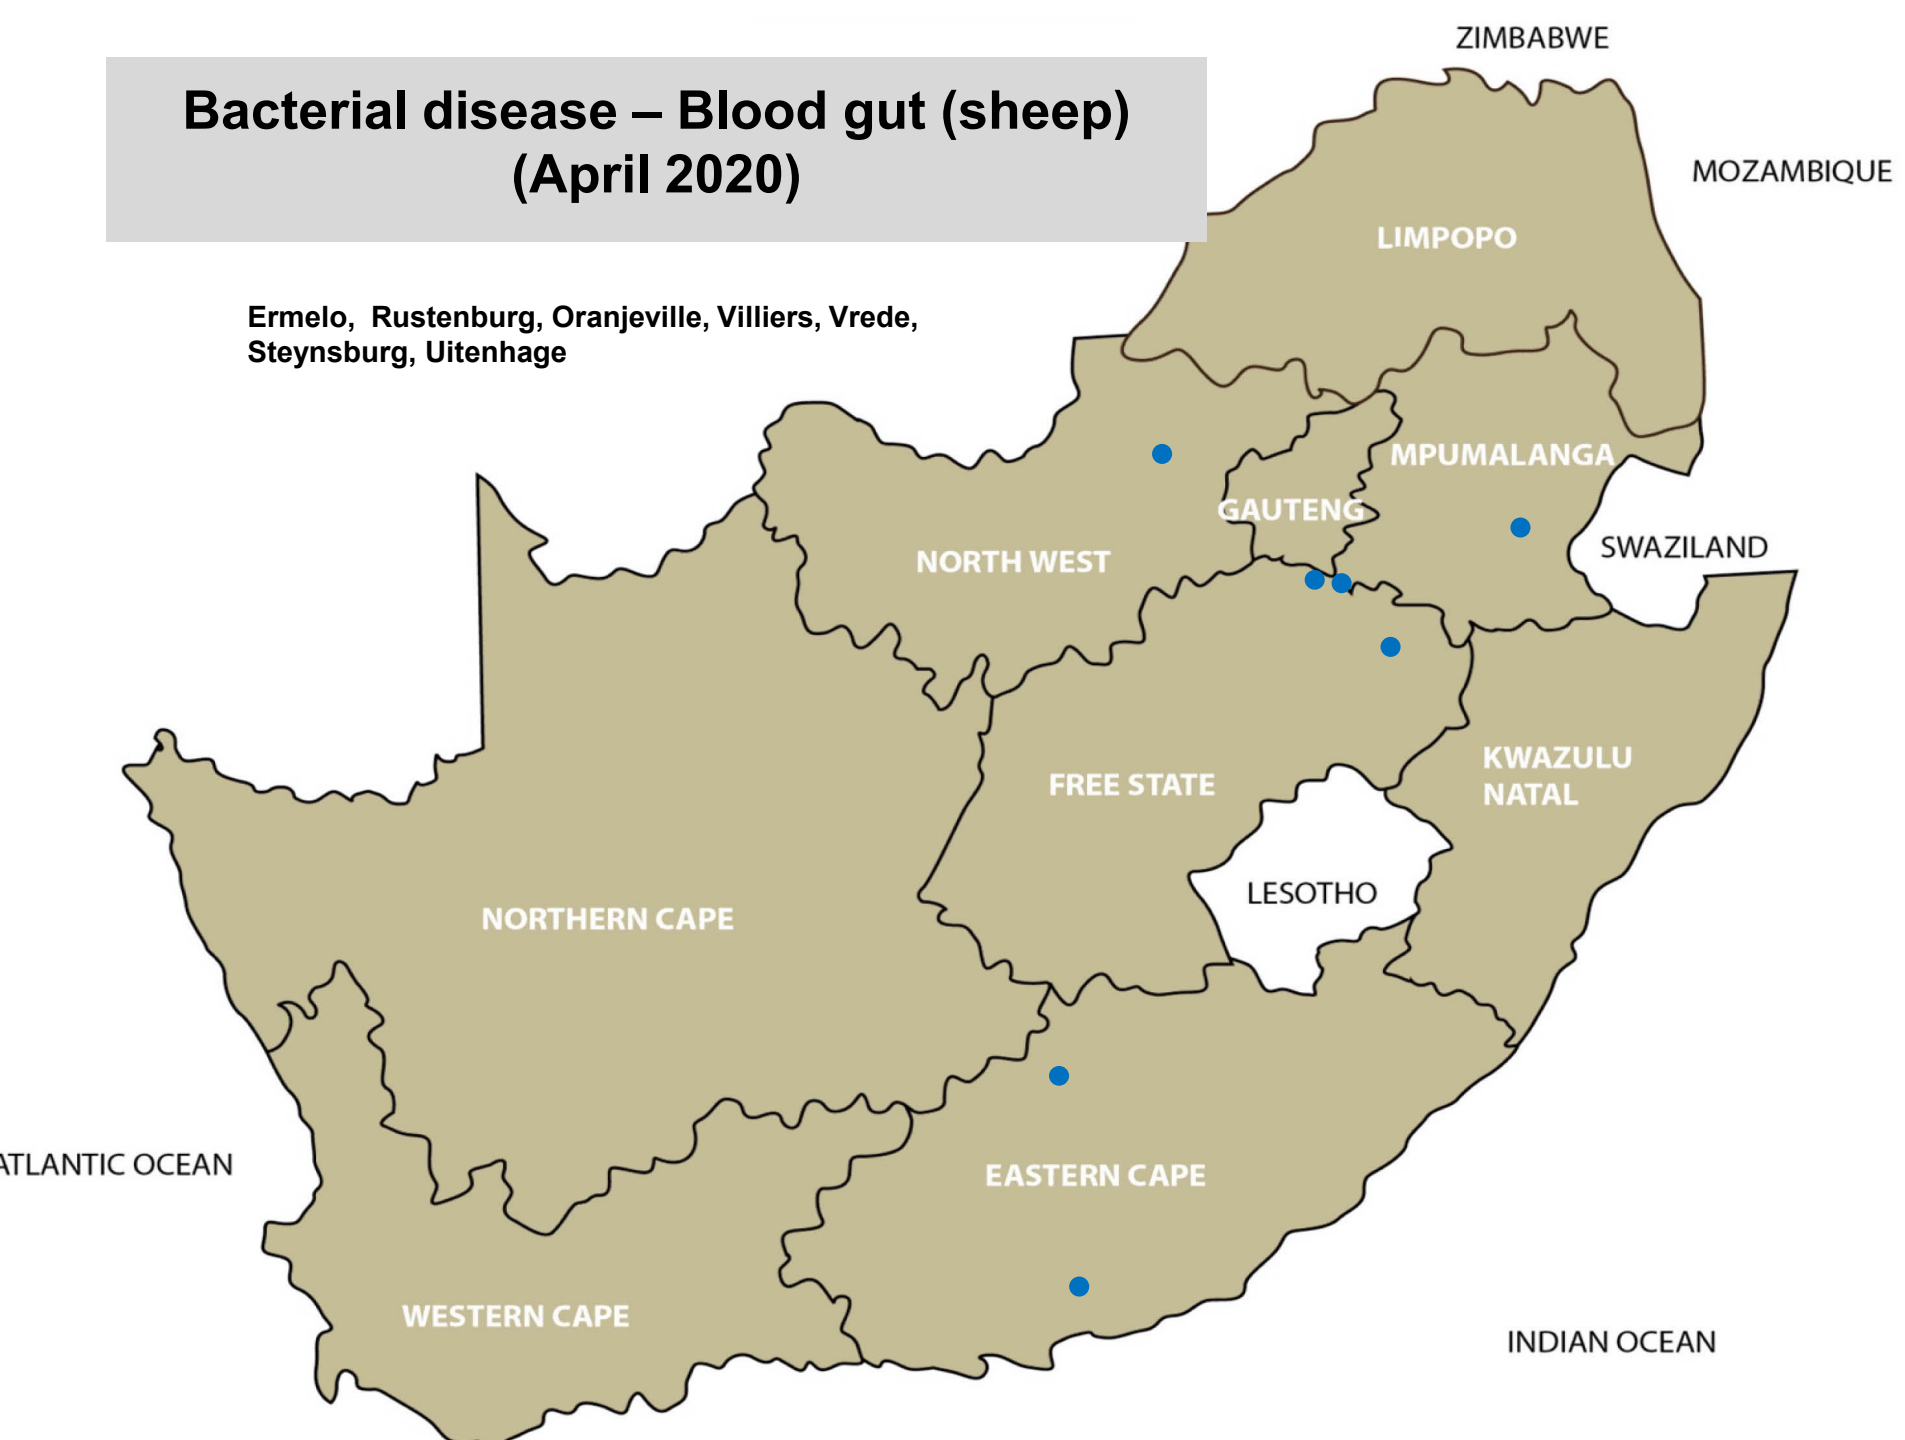 Bacterial disease – Blood gut (sheep)
(April 2020)
Ermelo, Rustenburg, Oranjeville, Villiers, Vrede,
Steynsburg, Uitenhage
ZIMBABWE
MOZAMBIQUE
LIMPOPO
MPUMALANGA
GAUTENG
SWAZILAND
NORTH WEST
KWAZULU
NATAL
FREE STATE
LESOTHO
NORTHERN CAPE
ATLANTIC OCEAN
EASTERN CAPE
WESTERN CAPE
INDIAN OCEAN